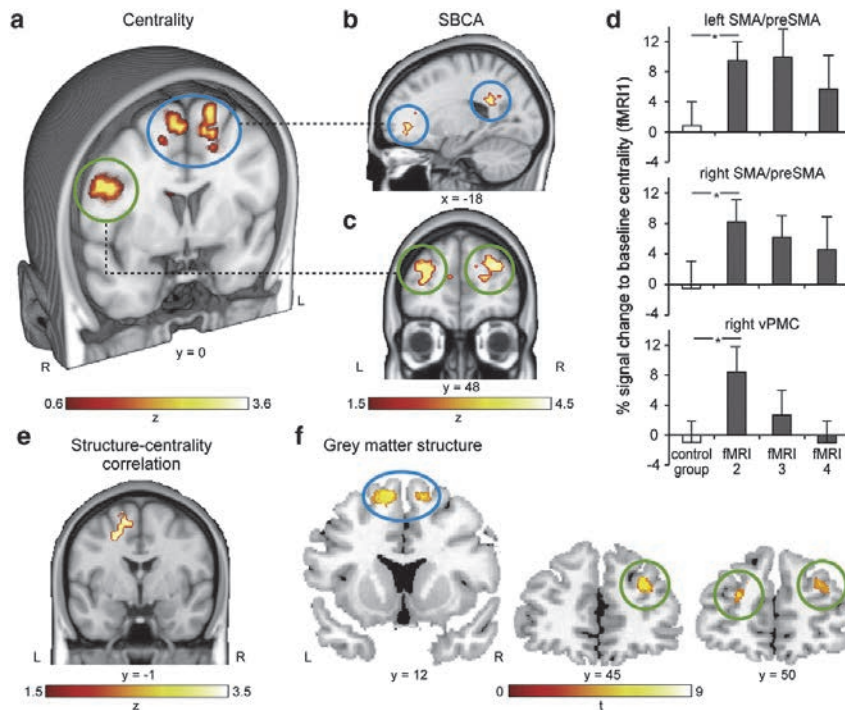 a
Centrality
R
L
y = 0
0.6
3.6
z
b
SBCA
x = -18
c
L
R
y = 48
1.5
4.5
z
d
left SMA/preSMA
12
8
4
0
-4
*
right SMA/preSMA
12
8
4
0
-4
*
right vPMC
12
8
4
0
-4
*
% signal change to baseline centrality (fMRI1)
control group
fMRI 2
fMRI 3
fMRI 4
e
Structure-centrality
correlation
L
R
y = -1
1.5
3.5
z
f
Grey matter structure
L
R
y = 12
y = 45
y = 50
0
9
t